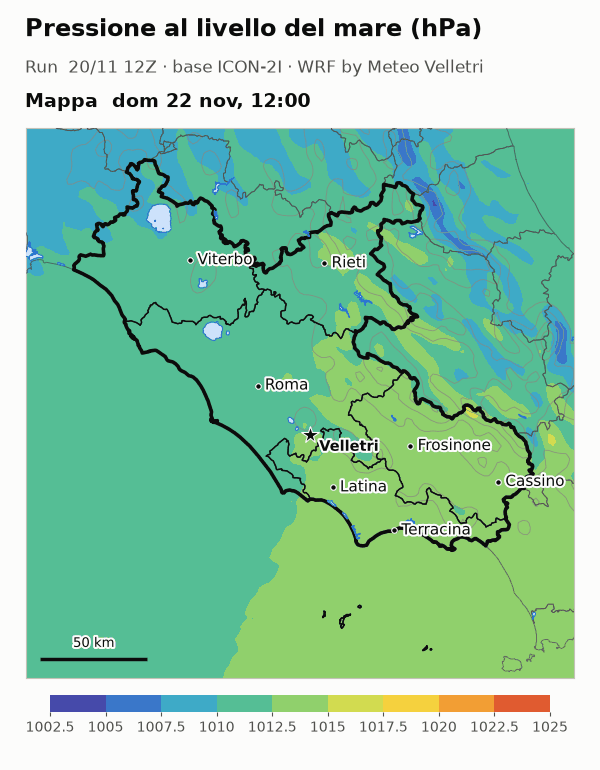 Pressione al livello del mare (hPa)
Run  20/11 12Z · base ICON-2I · WRF by Meteo Velletri
Mappa  dom 22 nov, 12:00
Viterbo
Rieti
Roma
Velletri
Frosinone
Cassino
Latina
Terracina
50 km
1002.5 1005 1007.5 1010 1012.5 1015 1017.5 1020 1022.5 1025